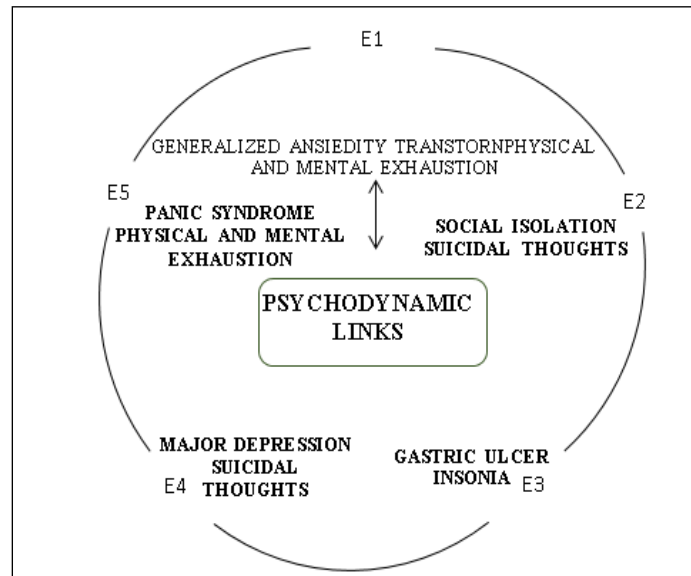 E1
GENERALIZED ANSIEDITY TRANSTORNPHYSICAL
AND MENTAL EXHAUSTION
E5
PANIC SYNDROME
PHYSICAL AND MENTAL
EXHAUSTION
E2
SOCIAL ISOLATION
SUICIDAL THOUGHTS
PSYCHODYNAMIC
LINKS
MAJOR DEPRESSION
SUICIDAL
THOUGHTS
E4
GASTRIC ULCER
INSONIA
E3